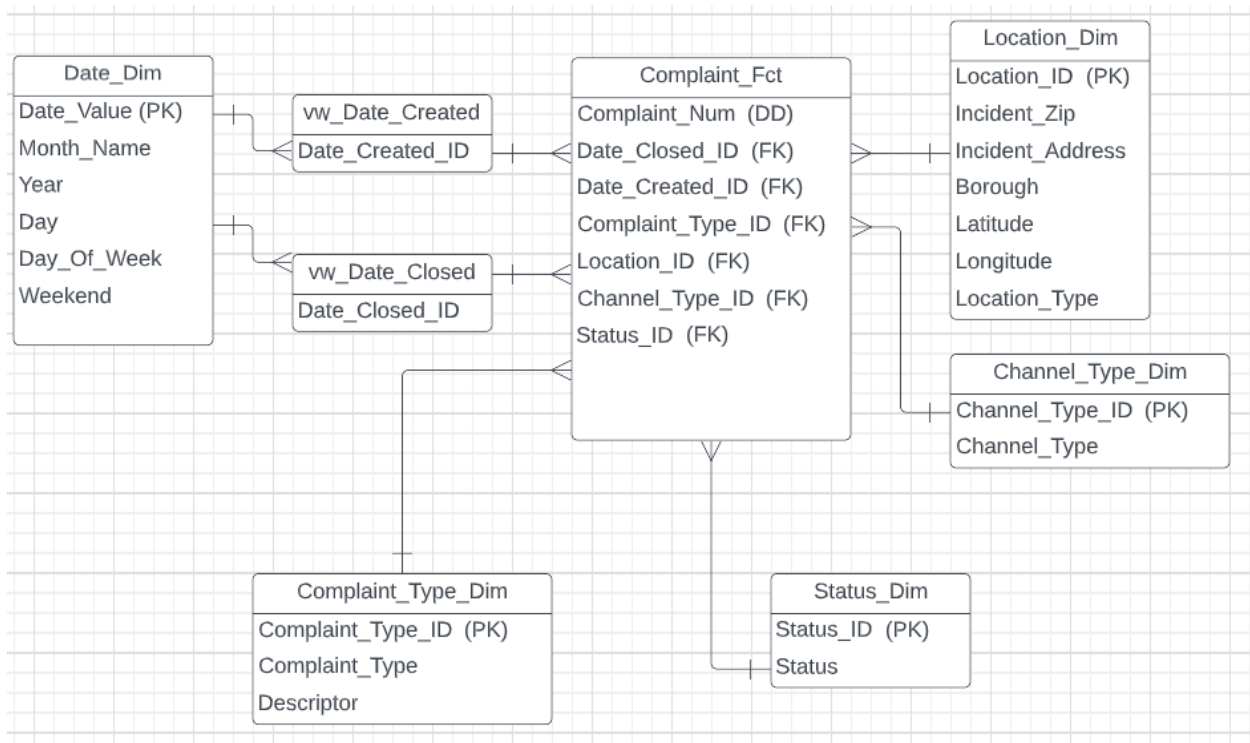 Date_Dim
Date_Value (PK)
Month_Name
Year
Day
Day_Of_Week
Weekend
vw_Date_Created
Date_Created_ID
vw_Date_Closed
Date_Closed_ID
Complaint_Fct
Complaint_Num (DD)
Date_Closed_ID (FK)
Date_Created_ID (FK)
Complaint_Type_ID (FK)
Location_ID (FK)
Channel_Type_ID (FK)
Status_ID (FK)
Location_Dim
Location_ID (PK)
Incident_Zip
Incident_Address
Borough
Latitude
Longitude
Location_Type
Channel_Type_Dim
Channel_Type_ID (PK)
Channel_Type
Complaint_Type_Dim
Complaint_Type_ID (PK)
Complaint_Type
Descriptor
Status_Dim
Status_ID (PK)
Status